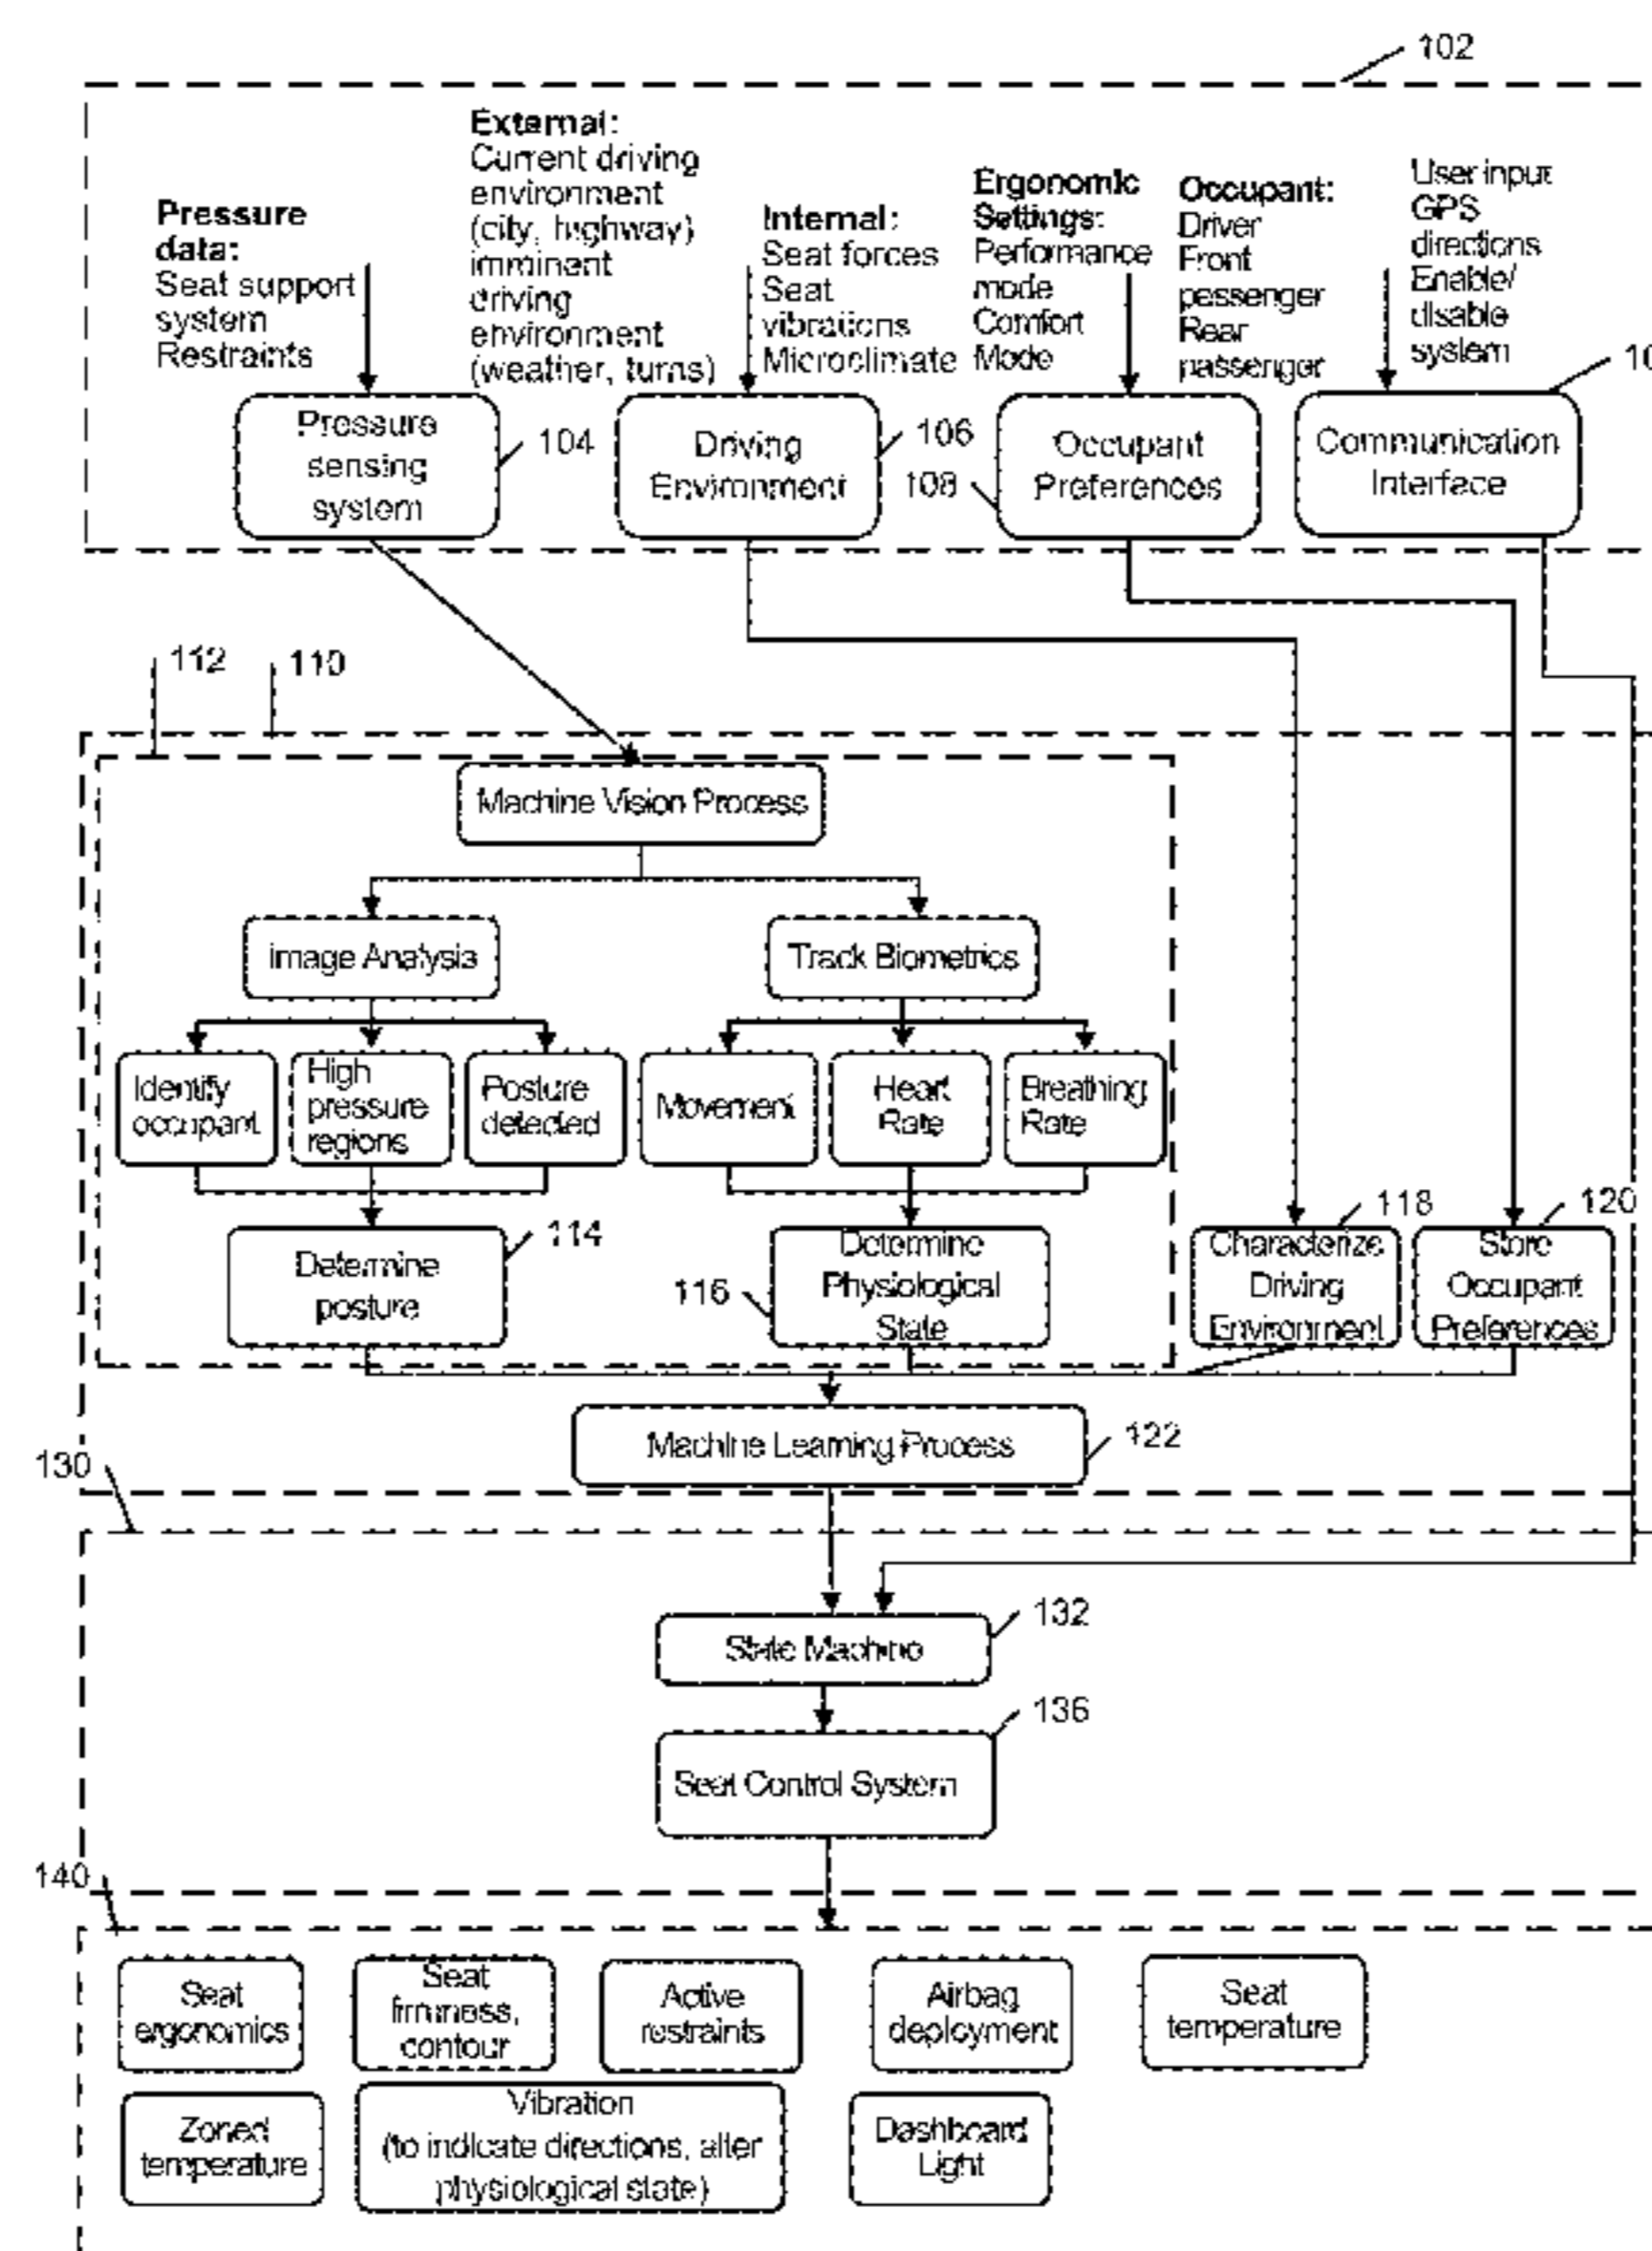 102
Pressure
data:
Seat support
system
Restraints
External:
Current driving
environment
(city, highway)
imminent
driving
environment
(weather, turns)
Internal:
Seat forces
Seat
vibrations
Microclimate
Ergonomic
Settings:
Performance
mode
Comfort
Mode
Occupant:
Driver
Front
passenger
Rear
passenger
User input
GPS
directions
Enable/
disable
system
Pressure
sensing
system
104
Driving
Environment
106
108
Occupant
Preferences
Communication
Interface
112
110
Machine Vision Process
Image Analysis
Track Biometrics
Identify
occupant
High
pressure
regions
Posture
detected
Movement
Heart
Rate
Breathing
Rate
Determine
posture
114
116
Determine
Physiological
State
118
Characterize
Driving
Environment
120
Store
Occupant
Preferences
Machine Learning Process
122
130
State Machine
132
Seat Control System
136
140
Seat
ergonomics
Seat
firmness,
contour
Active
restraints
Airbag
deployment
Seat
temperature
Zoned
temperature
Vibration
(to indicate directions, alter
physiological state)
Dashboard
Light